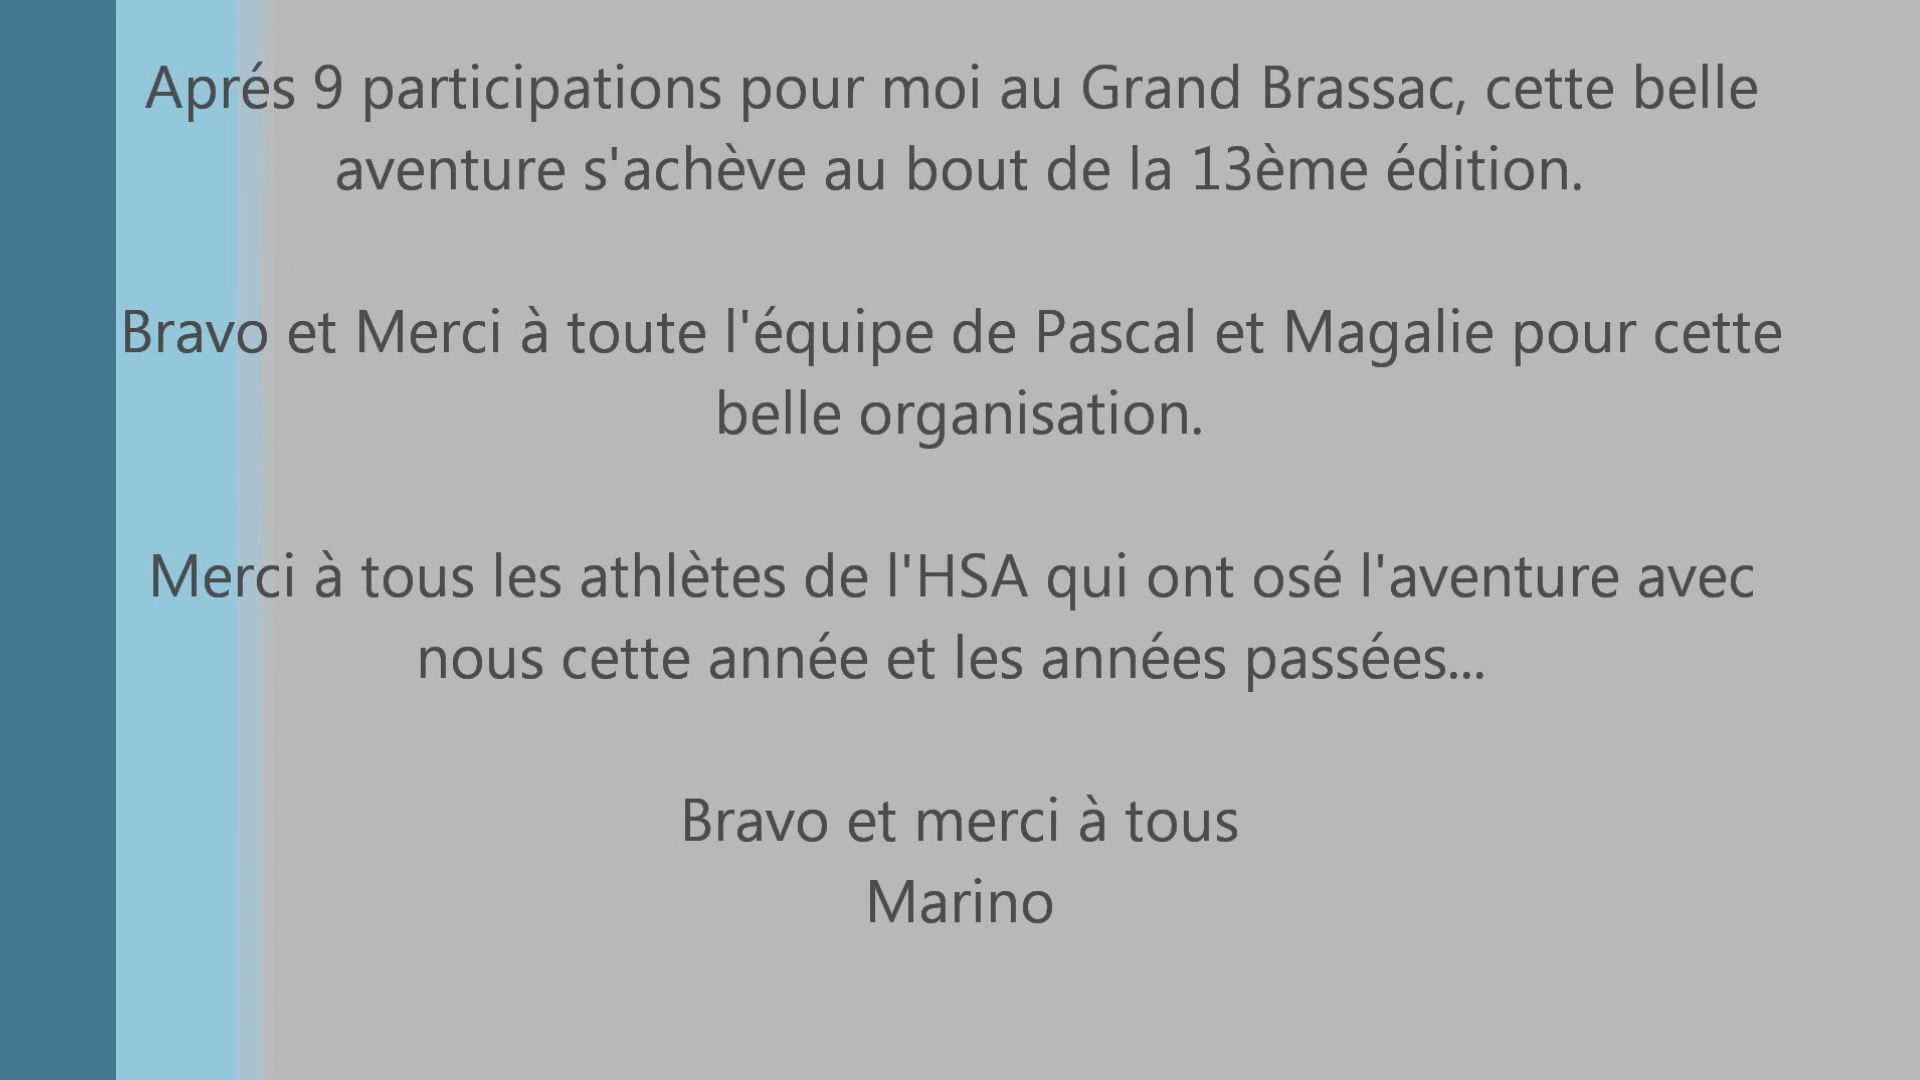 Aprés 9 participations pour moi au Grand Brassac, cette belle
aventure s'achève au bout de la 13ème édition.
Bravo et Merci à toute l'équipe de Pascal et Magalie pour cette
belle organisation.
Merci à tous les athlètes de l'HSA qui ont osé l'aventure avec
nous cette année et les années passées...
Bravo et merci à tous
Marino